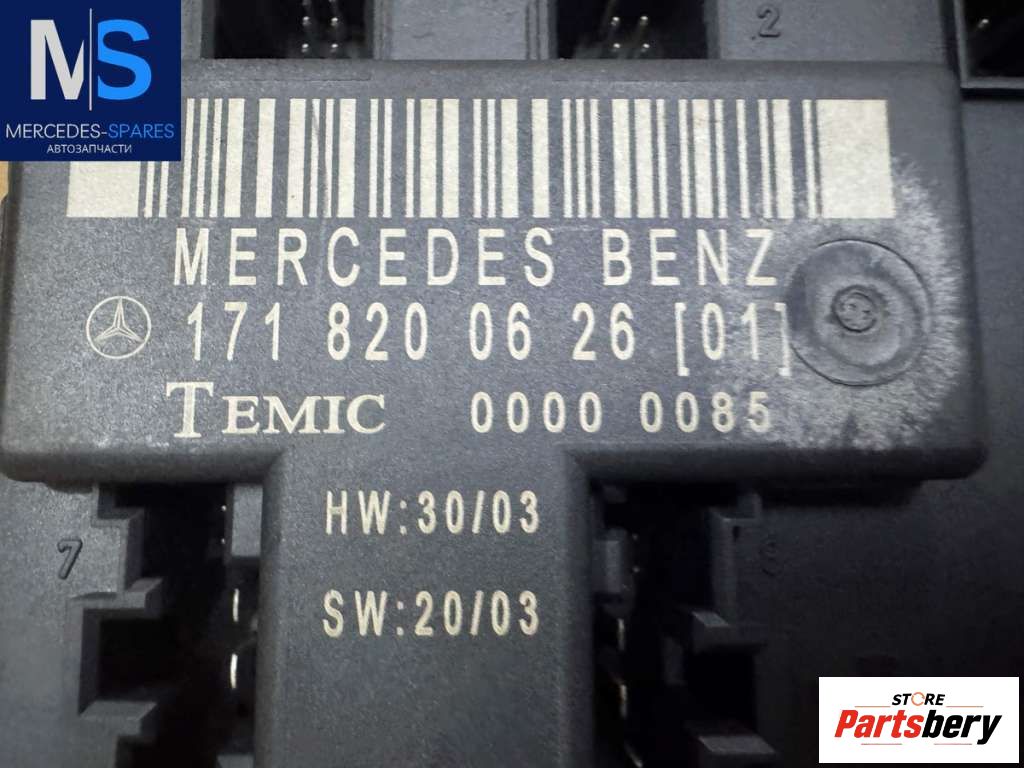 MS
MERCEDES-SPARES
АВТОЗАПЧАСТИ
2
MERCEDES BENZ
171 820 06 26 [01]
TEMIC 0000 0085
HW:30/03
7
SW:20/03
STORE
Partsbery